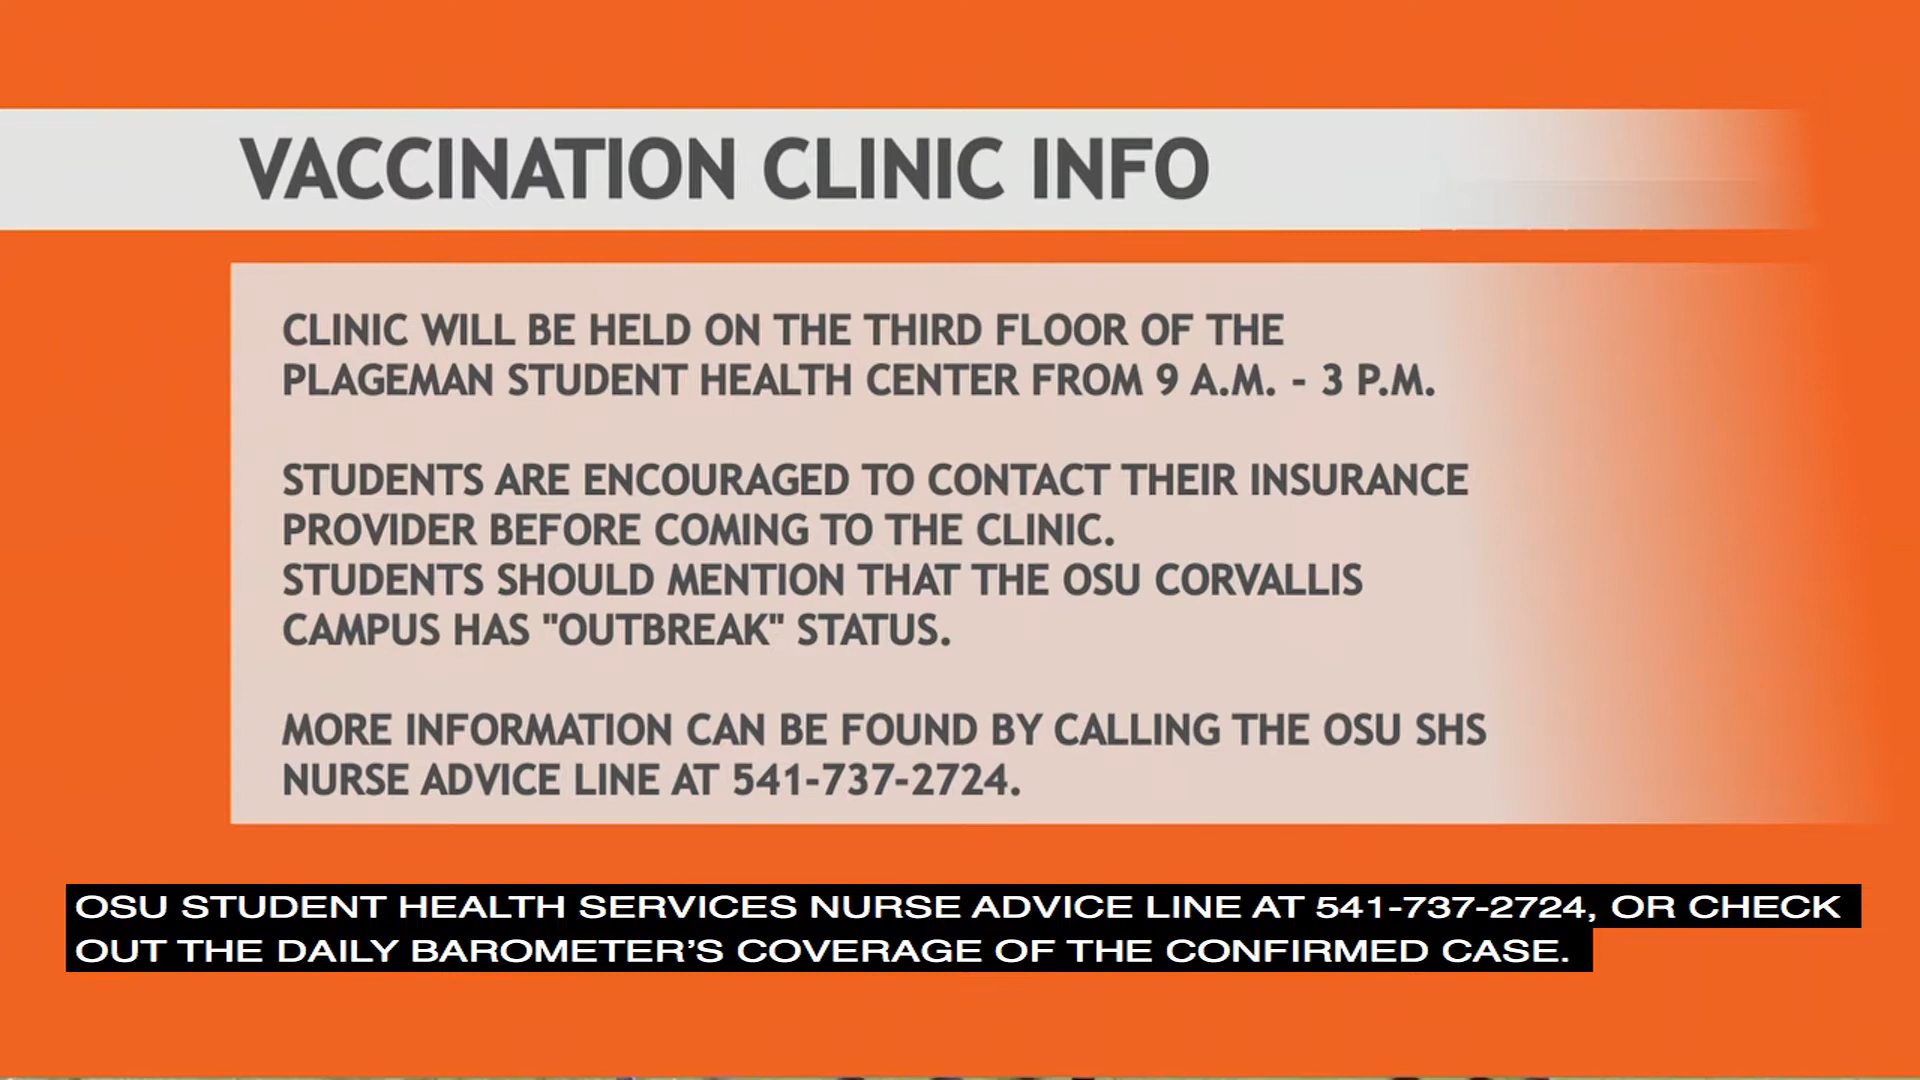 VACCINATION CLINIC INFO
CLINIC WILL BE HELD ON THE THIRD FLOOR OF THE
PLAGEMAN STUDENT HEALTH CENTER FROM 9 A.M. - 3 P.M.
STUDENTS ARE ENCOURAGED TO CONTACT THEIR INSURANCE
PROVIDER BEFORE COMING TO THE CLINIC.
STUDENTS SHOULD MENTION THAT THE OSU CORVALLIS
CAMPUS HAS "OUTBREAK" STATUS.
MORE INFORMATION CAN BE FOUND BY CALLING THE OSU SHS
NURSE ADVICE LINE AT 541-737-2724.
OSU STUDENT HEALTH SERVICES NURSE ADVICE LINE AT 541-737-2724, OR CHECK
OUT THE DAILY BAROMETER’S COVERAGE OF THE CONFIRMED CASE.